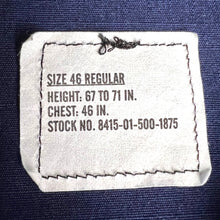 SIZE 46 REGULAR
HEIGHT: 67 TO 71 IN.
CHEST: 46 IN.
STOCK NO. 8415-01-500-1875